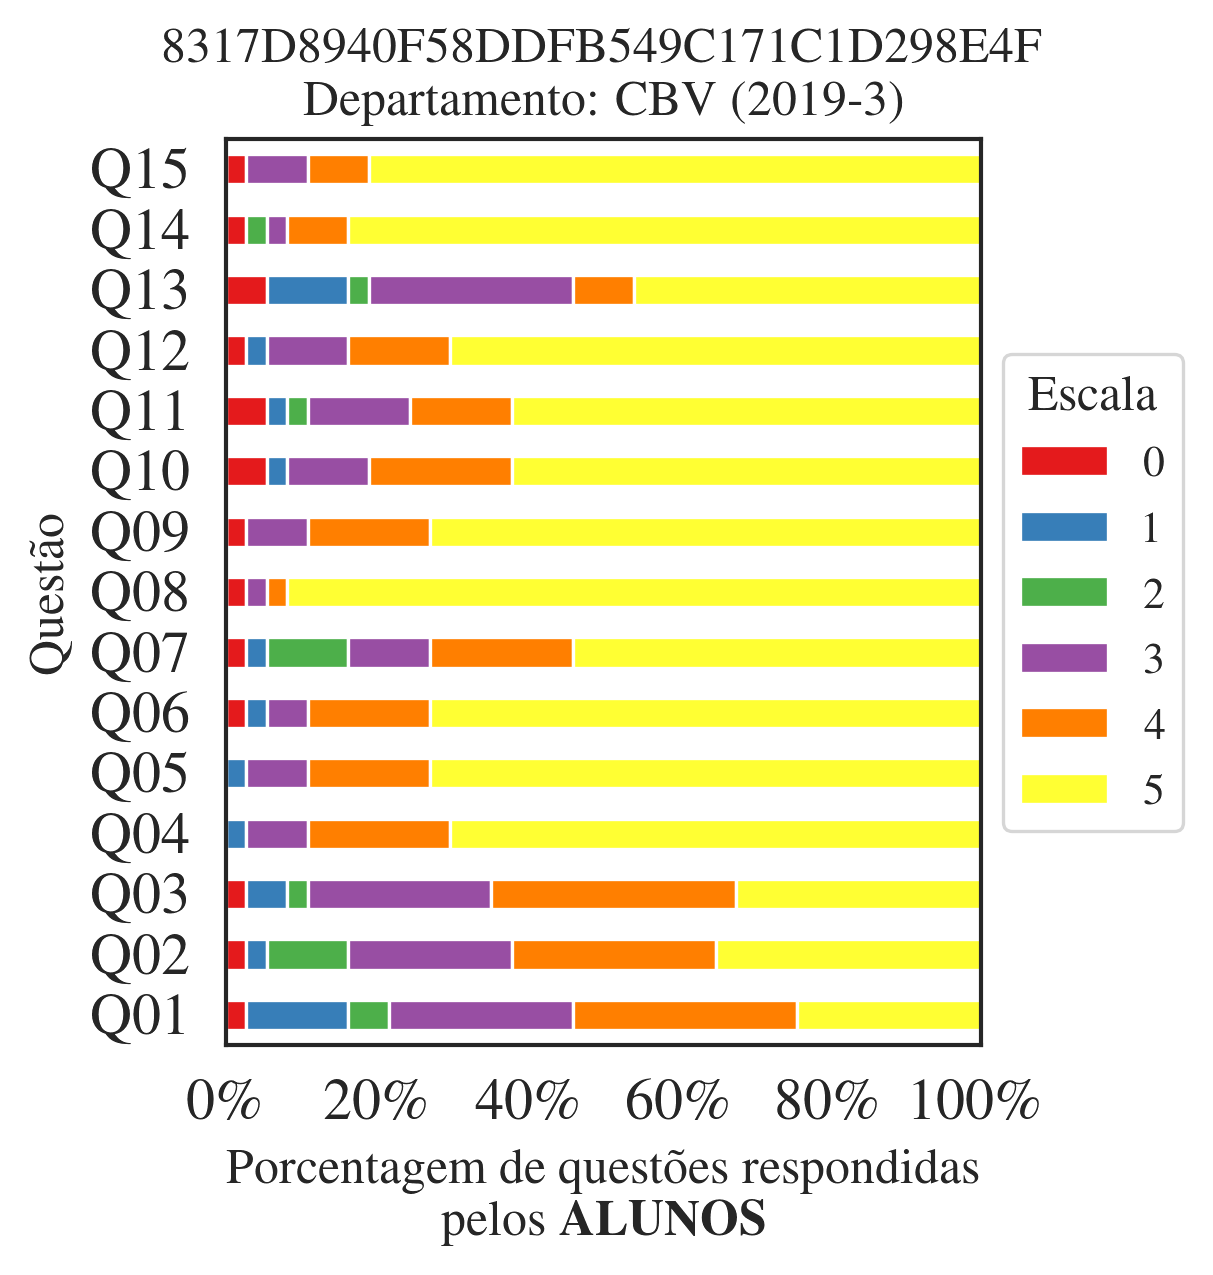 8317D8940F58DDFB549C171C1D298E4F
Departamento: CBV (2019-3)
Questão
Q15
Q14
Q13
Q12
Q11
Q10
Q09
Q08
Q07
Q06
Q05
Q04
Q03
Q02
Q01
0% 20% 40% 60% 80% 100%
Porcentagem de questões respondidas
pelos ALUNOS
Escala
0
1
2
3
4
5